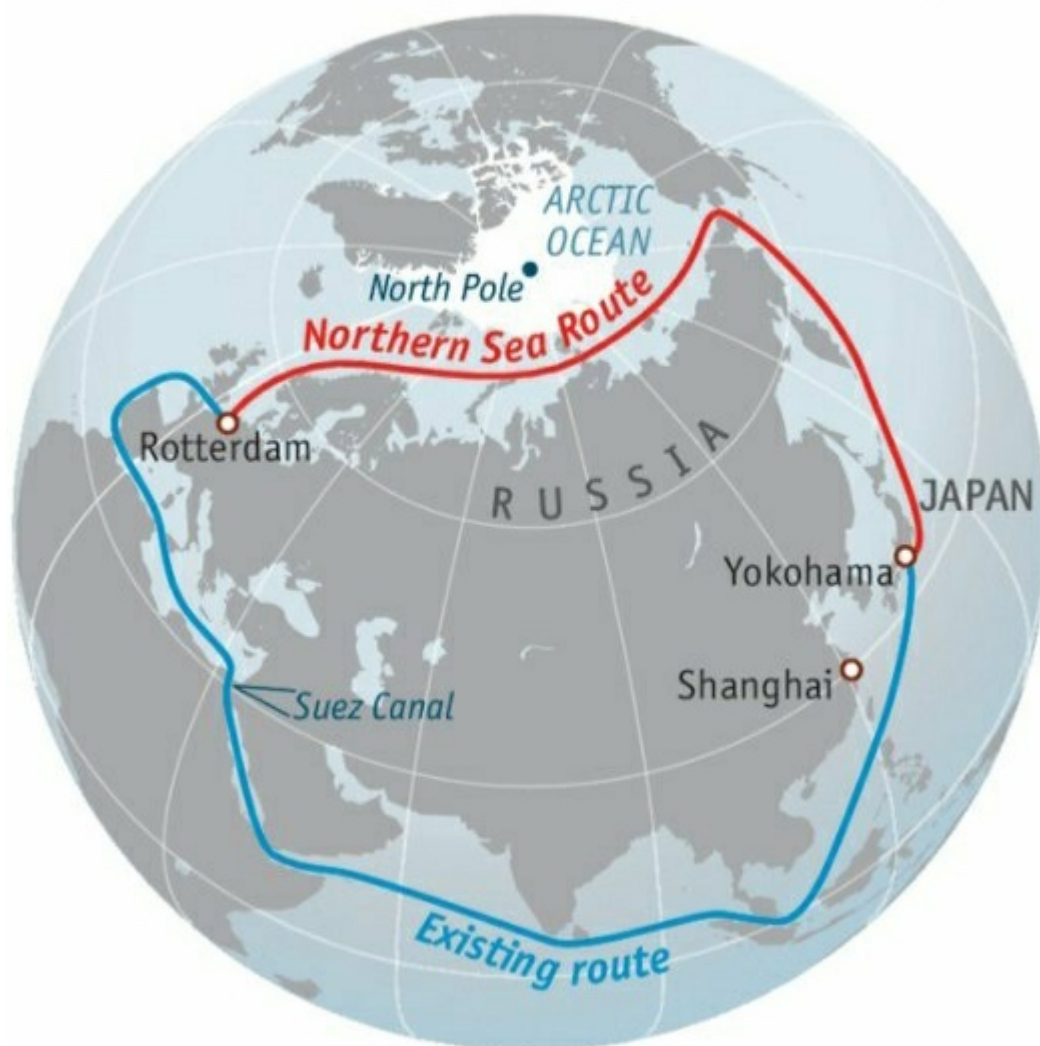 ARCTIC
OCEAN
North Pole
Northern Sea Route
Rotterdam
RUSSIA
JAPAN
Yokohama
Shanghai
Suez Canal
Existing route